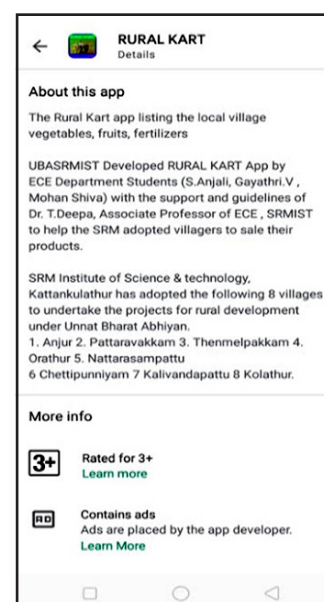 RURAL KART
Details
About this app
The Rural Kart app listing the local village
vegetables, fruits, fertilizers
UBASRMIST Developed RURAL KART App by
ECE Department Students (S.Anjali, Gayathri.V ,
Mohan Shiva) with the support and guidelines of
Dr. T.Deepa, Associate Professor of ECE , SRMIST
to help the SRM adopted villagers to sale their
products.
SRM Institute of Science & technology,
Kattankulathur has adopted the following 8 villages
to undertake the projects for rural development
under Unnat Bharat Abhiyan.
1. Anjur 2. Pattaravakkam 3. Thenmelpakkam 4.
Orathur 5. Nattarasampattu
6 Chettipunniyam 7 Kalivandapattu 8 Kolathur.
More info
3+
Rated for 3+
Learn more
AD
Contains ads
Ads are placed by the app developer.
Learn More